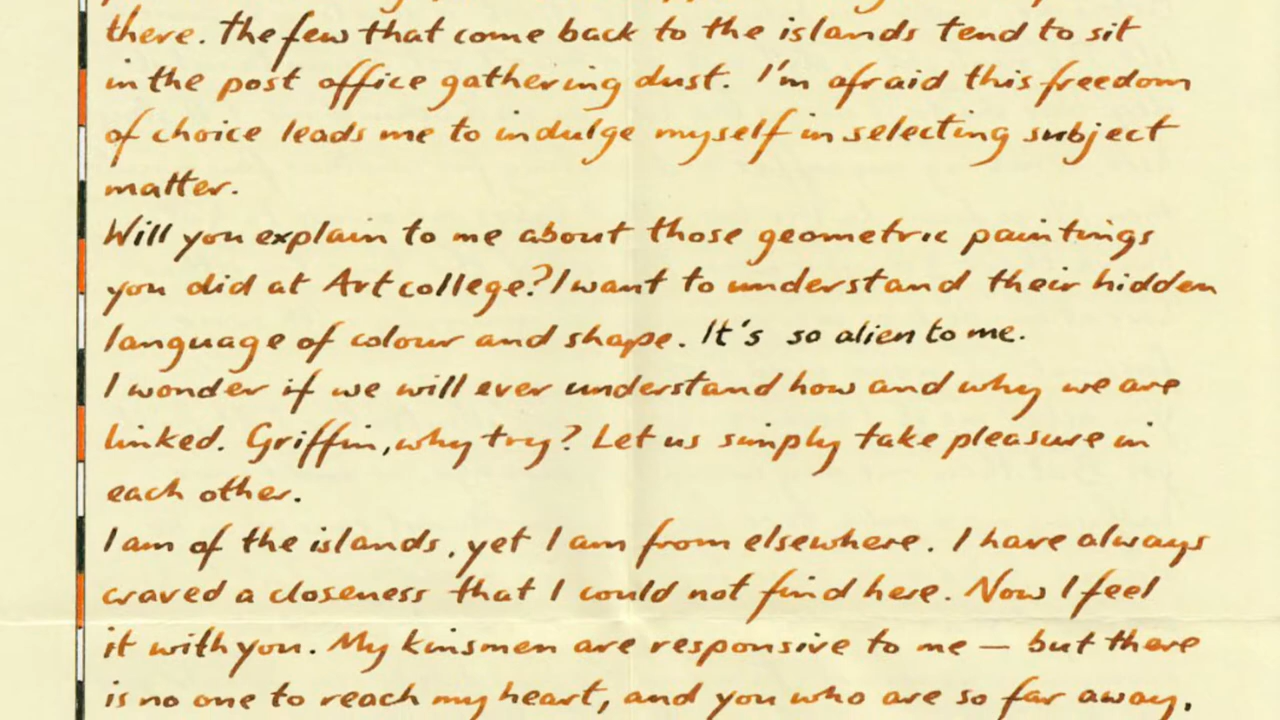 there. The few that come back to the islands tend to sit
in the post office gathering dust. I'm afraid this freedom
of choice leads me to indulge myself in selecting subject
matter.
Will you explain to me about those geometric paintings
you did at Art college? I want to understand their hidden
language of colour and shape. It's so alien to me.
I wonder if we will ever understand how and why we are
linked. Griffin, why try? Let us simply take pleasure in
each other.
I am of the islands, yet I am from elsewhere. I have always
craved a closeness that I could not find here. Now I feel
it with you. My kinsmen are responsive to me — but there
is no one to reach my heart, and you who are so far away,